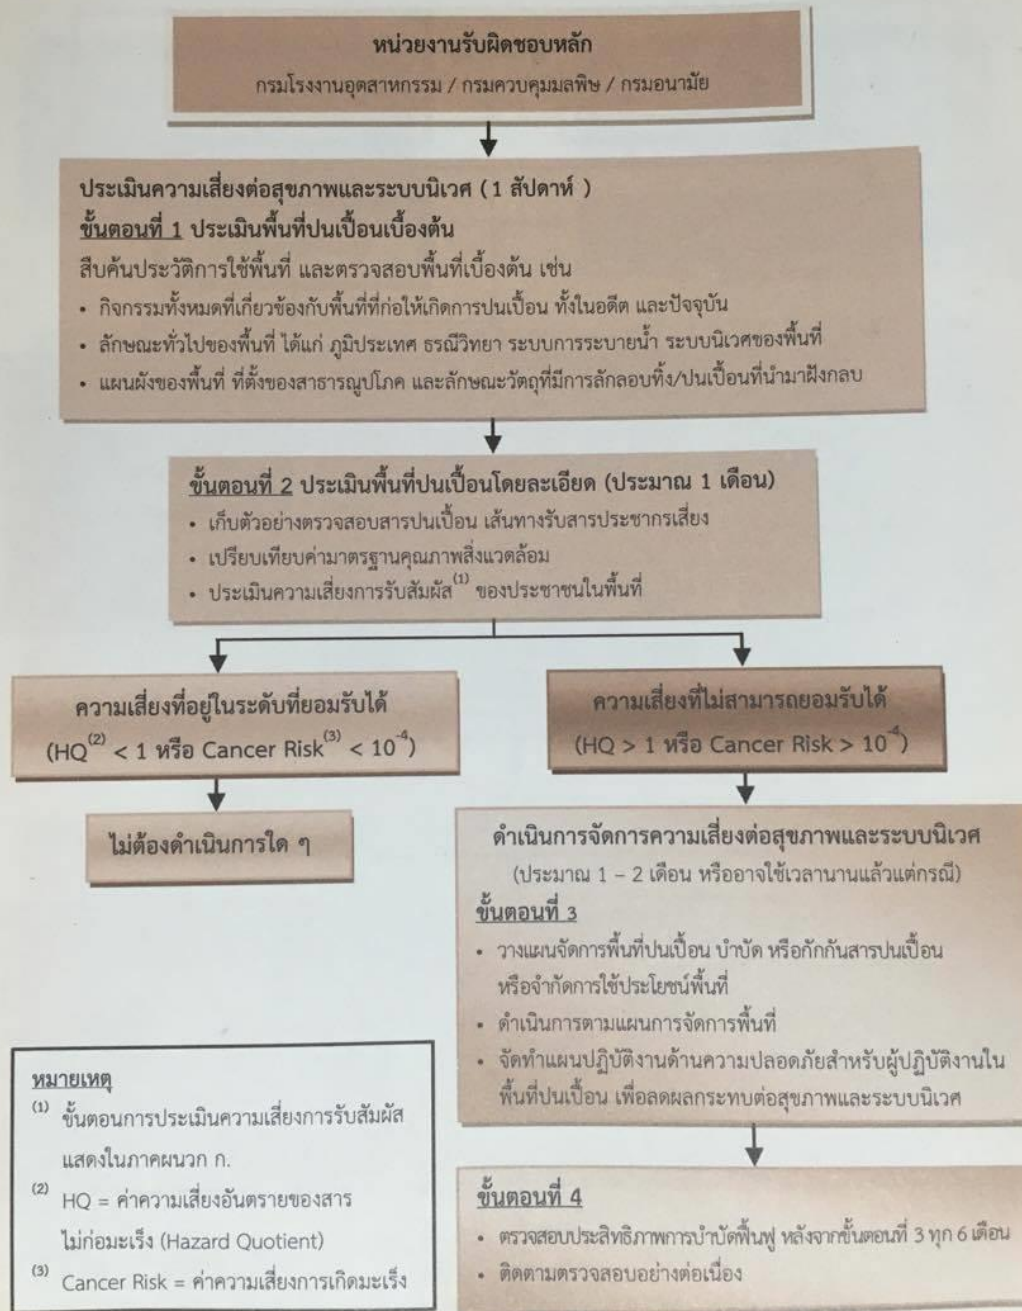 หน่วยงานรับผิดชอบหลัก
กรมโรงงานอุตสาหกรรม / กรมควบคุมมลพิษ / กรมอนามัย
ประเมินความเสี่ยงต่อสุขภาพและระบบนิเวศ (1 สัปดาห์ )
ขั้นตอนที่ 1 ประเมินพื้นที่ปนเปื้อนเบื้องต้น
สืบค้นประวัติการใช้พื้นที่ และตรวจสอบพื้นที่เบื้องต้น เช่น
• กิจกรรมทั้งหมดที่เกี่ยวข้องกับพื้นที่ที่ก่อให้เกิดการปนเปื้อน ทั้งในอดีต และปัจจุบัน
• ลักษณะทั่วไปของพื้นที่ ได้แก่ ภูมิประเทศ ธรณีวิทยา ระบบการระบายน้ำ ระบบนิเวศของพื้นที่
• แผนผังของพื้นที่ ที่ตั้งของสาธารณูปโภค และลักษณะวัตถุที่มีการลักลอบทิ้ง/ปนเปื้อนที่นำมาฝังกลบ
ขั้นตอนที่ 2 ประเมินพื้นที่ปนเปื้อนโดยละเอียด (ประมาณ 1 เดือน)
• เก็บตัวอย่างตรวจสอบสารปนเปื้อน เส้นทางรับสารประชากรเสี่ยง
• เปรียบเทียบค่ามาตรฐานคุณภาพสิ่งแวดล้อม
• ประเมินความเสี่ยงการรับสัมผัส(1) ของประชาชนในพื้นที่
ความเสี่ยงที่อยู่ในระดับที่ยอมรับได้
(HQ(2) < 1 หรือ Cancer Risk(3) < 10-4)
ไม่ต้องดำเนินการใด ๆ
ความเสี่ยงที่ไม่สามารถยอมรับได้
(HQ > 1 หรือ Cancer Risk > 10-4)
ดำเนินการจัดการความเสี่ยงต่อสุขภาพและระบบนิเวศ
(ประมาณ 1 – 2 เดือน หรืออาจใช้เวลานานแล้วแต่กรณี)
ขั้นตอนที่ 3
• วางแผนจัดการพื้นที่ปนเปื้อน บำบัด หรือกักกันสารปนเปื้อน
หรือจำกัดการใช้ประโยชน์พื้นที่
• ดำเนินการตามแผนการจัดการพื้นที่
• จัดทำแผนปฏิบัติงานด้านความปลอดภัยสำหรับผู้ปฏิบัติงานใน
พื้นที่ปนเปื้อน เพื่อลดผลกระทบต่อสุขภาพและระบบนิเวศ
ขั้นตอนที่ 4
• ตรวจสอบประสิทธิภาพการบำบัดฟื้นฟู หลังจากขั้นตอนที่ 3 ทุก 6 เดือน
• ติดตามตรวจสอบอย่างต่อเนื่อง
หมายเหตุ
(1) ขั้นตอนการประเมินความเสี่ยงการรับสัมผัส
แสดงในภาคผนวก ก.
(2) HQ = ค่าความเสี่ยงอันตรายของสาร
ไม่ก่อมะเร็ง (Hazard Quotient)
(3) Cancer Risk = ค่าความเสี่ยงการเกิดมะเร็ง